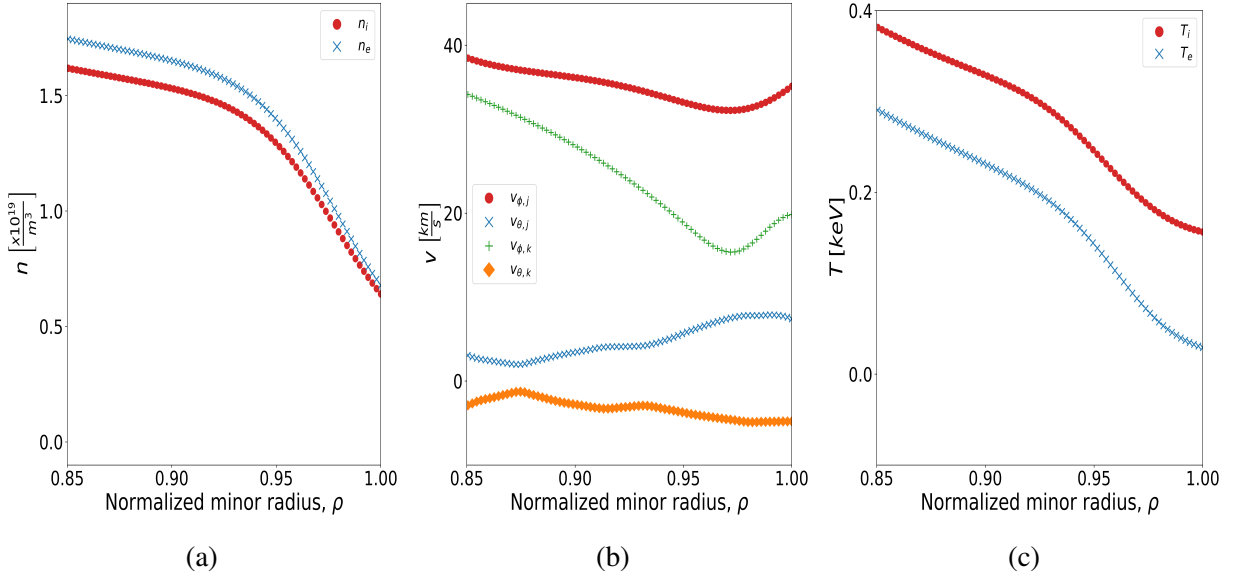 n_i
n_e
1.5
1.0
0.5
0.0
n [x10^19/m^3]
0.85 0.90 0.95 1.00
Normalized minor radius, ρ
(a)
40
20
0
v [km/s]
v_ϕ,j
v_θ,j
v_ϕ,k
v_θ,k
0.85 0.90 0.95 1.00
Normalized minor radius, ρ
(b)
T_i
T_e
0.4
0.2
0.0
T [keV]
0.85 0.90 0.95 1.00
Normalized minor radius, ρ
(c)